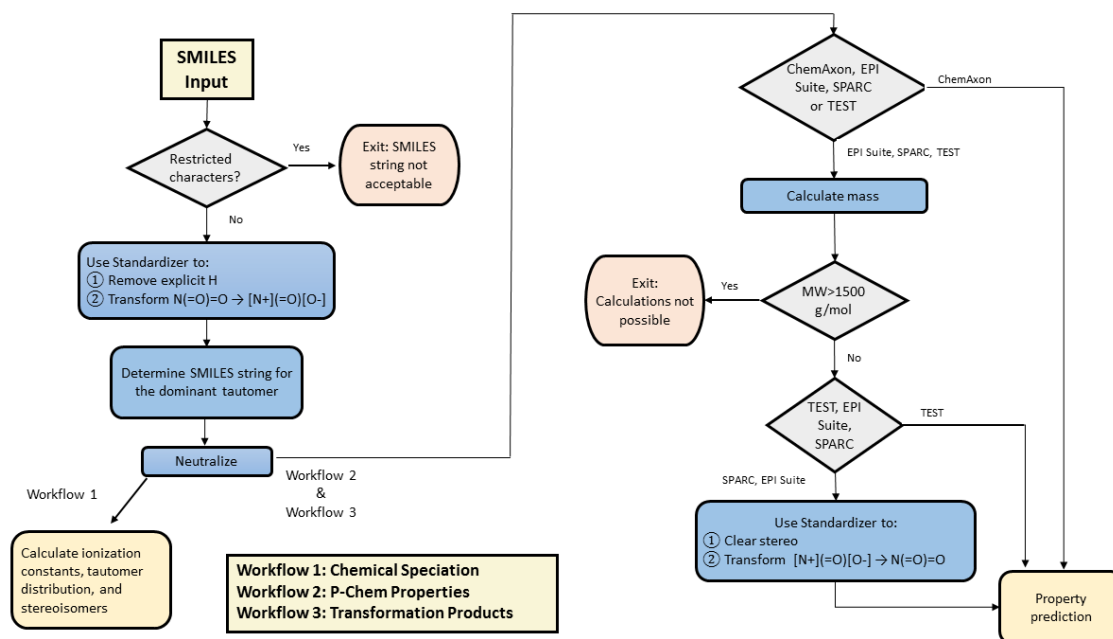 SMILES
Input
Restricted
characters?
Yes
Exit: SMILES
string not
acceptable
No
Use Standardizer to:
① Remove explicit H
② Transform N(=O)=O → [N+](=O)[O-]
Determine SMILES string for
the dominant tautomer
Neutralize
Workflow 1
Workflow 2
&
Workflow 3
Calculate ionization
constants, tautomer
distribution, and
stereoisomers
Workflow 1: Chemical Speciation
Workflow 2: P-Chem Properties
Workflow 3: Transformation Products
ChemAxon, EPI
Suite, SPARC
or TEST
ChemAxon
EPI Suite, SPARC, TEST
Calculate mass
MW>1500
g/mol
Yes
Exit:
Calculations not
possible
No
TEST, EPI
Suite,
SPARC
TEST
SPARC, EPI Suite
Use Standardizer to:
① Clear stereo
② Transform [N+](=O)[O-] → N(=O)=O
Property
prediction